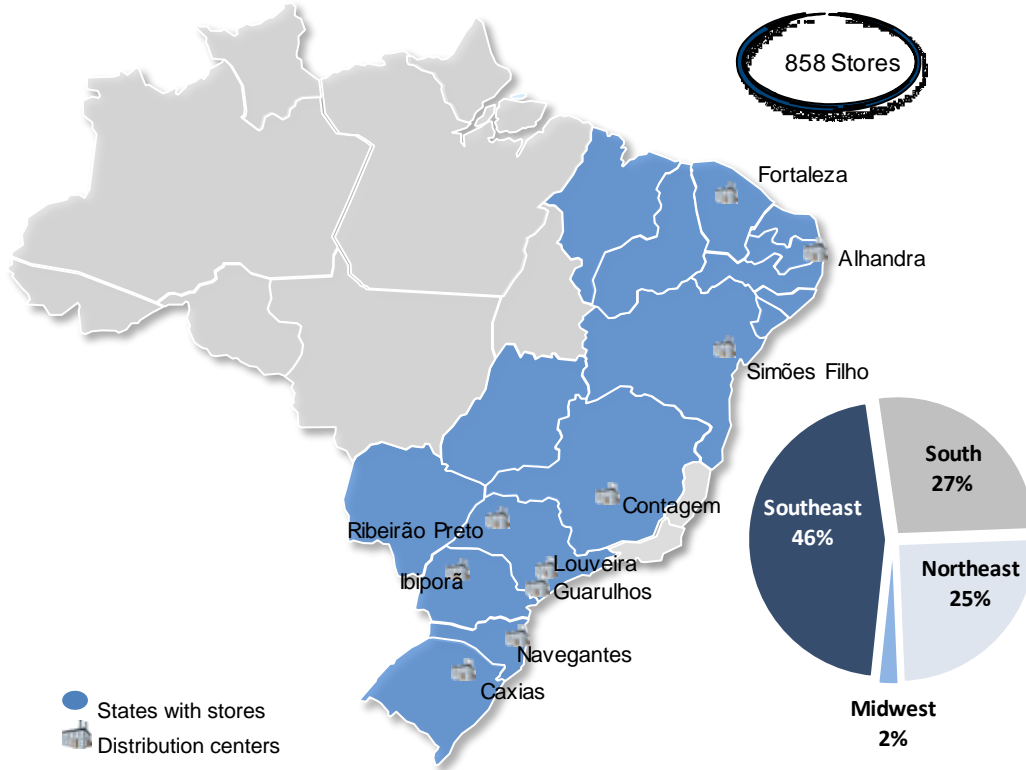 858 Stores
Fortaleza
Alhandra
Simões Filho
Contagem
Ribeirão Preto
Louveira
Ibiporã
Guarulhos
Navegantes
Caxias
South
27%
Southeast
46%
Northeast
25%
Midwest
2%
States with stores
Distribution centers